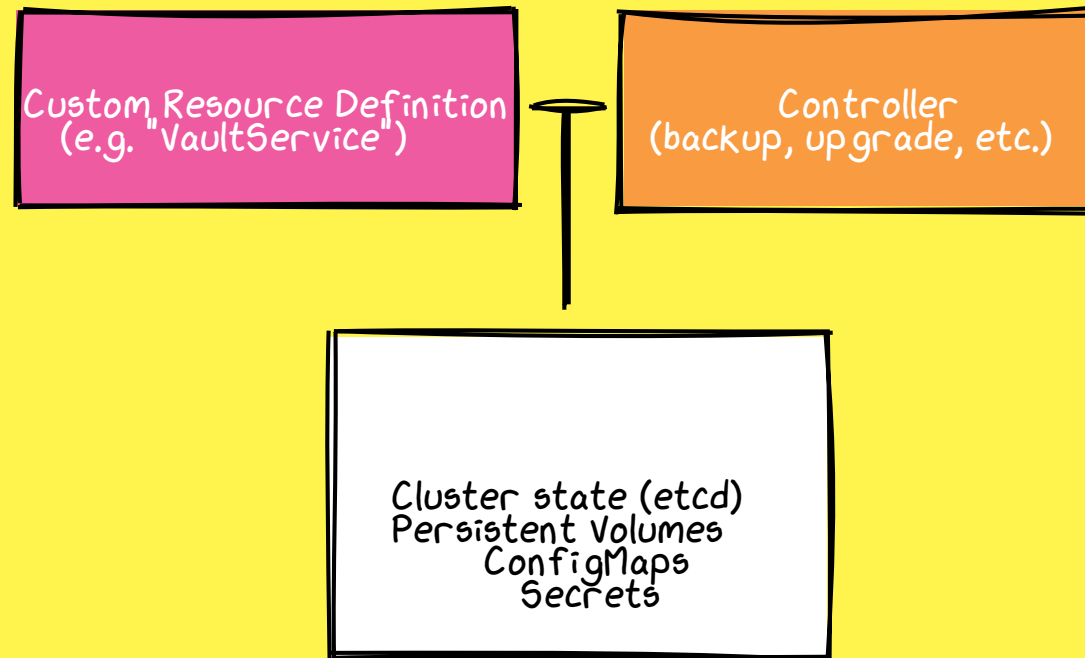 Custom Resource Definition
(e.g. "VaultService")
Controller
(backup, upgrade, etc.)
Cluster state (etcd)
Persistent Volumes
ConfigMaps
Secrets